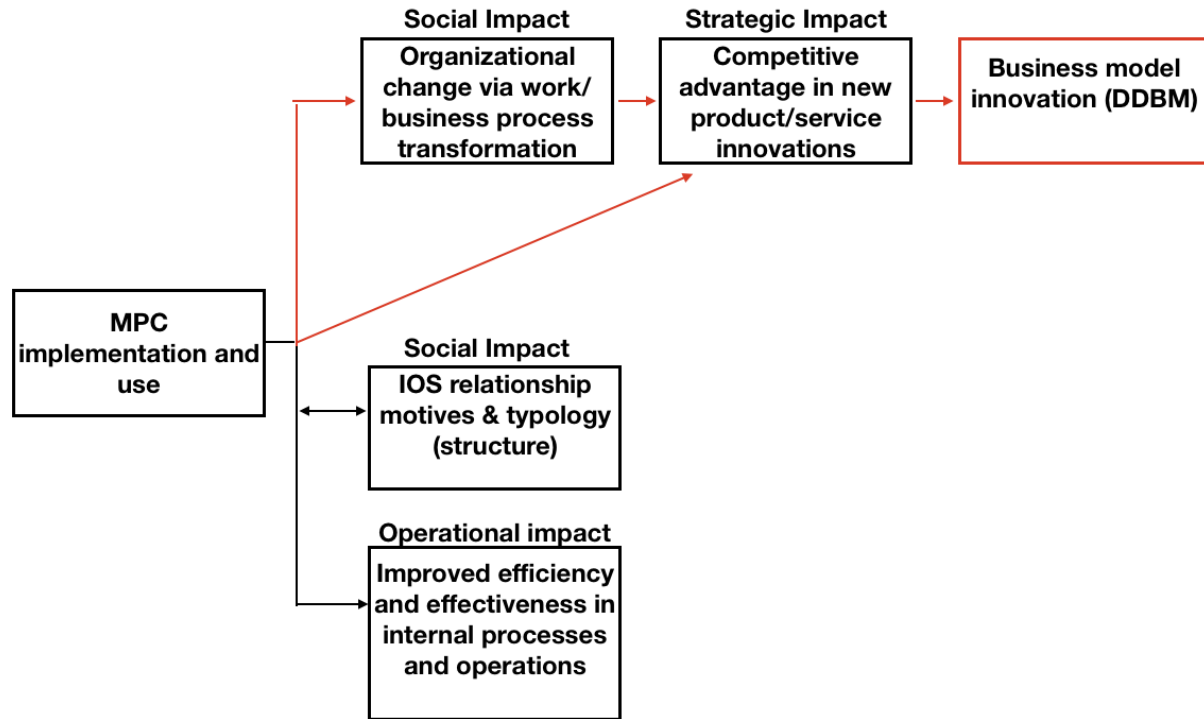 Social Impact
Organizational
change via work/
business process
transformation
Strategic Impact
Competitive
advantage in new
product/service
innovations
Business model
innovation (DDBM)
MPC
implementation and
use
Social Impact
IOS relationship
motives & typology
(structure)
Operational impact
Improved efficiency
and effectiveness in
internal processes
and operations